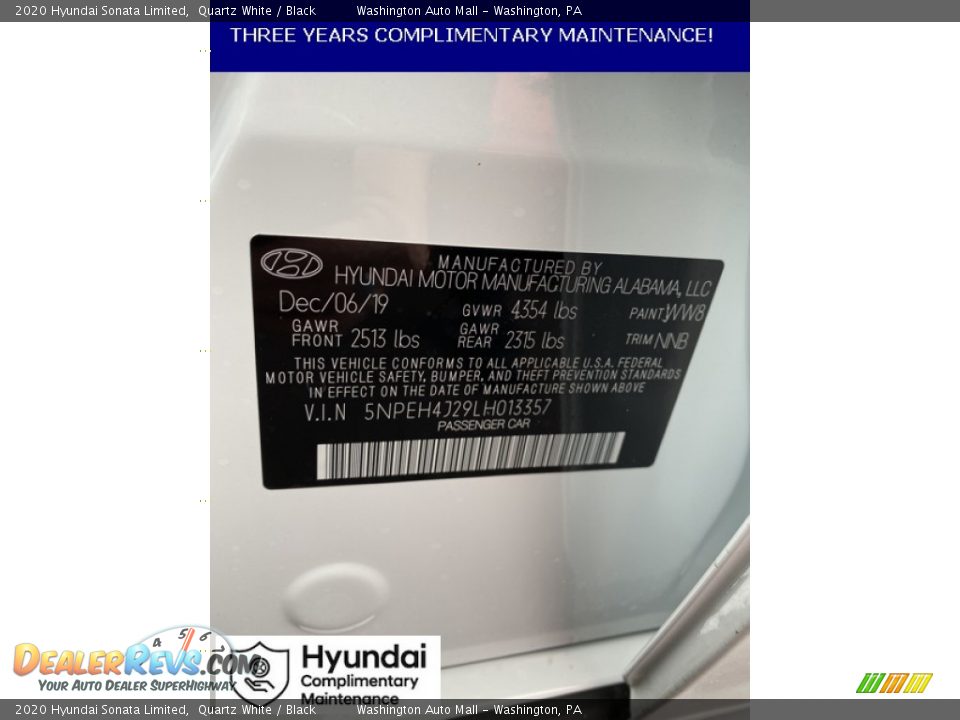 2020 Hyundai Sonata Limited, Quartz White / Black Washington Auto Mall - Washington, PA
THREE YEARS COMPLIMENTARY MAINTENANCE!
MANUFACTURED BY
HYUNDAI MOTOR MANUFACTURING ALABAMA, LLC
Dec/06/19 GVWR 4354 lbs PAINT:WW8
GAWR FRONT 2513 lbs GAWR REAR 2315 lbs TRIM NNB
THIS VEHICLE CONFORMS TO ALL APPLICABLE U.S.A. FEDERAL
MOTOR VEHICLE SAFETY, BUMPER, AND THEFT PREVENTION STANDARDS
IN EFFECT ON THE DATE OF MANUFACTURE SHOWN ABOVE
V.I.N 5NPEH4J29LH013357
PASSENGER CAR
4 5 6
DEALERREVS.COM
YOUR AUTO DEALER SUPERHIGHWAY
Hyundai
Complimentary
Maintenance
2020 Hyundai Sonata Limited, Quartz White / Black Washington Auto Mall - Washington, PA